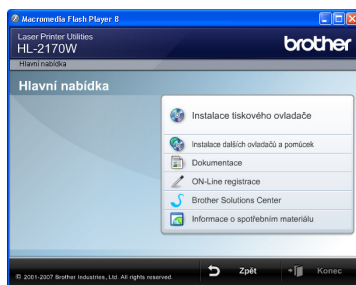 Macromedia Flash Player 8
Laser Printer Utilities
HL-2170W
brother
Hlavní nabídka
Hlavní nabídka
Instalace tiskového ovladače
Instalace dalších ovladačů a pomůcek
Dokumentace
ON-Line registrace
Brother Solutions Center
Informace o spotřebním materiálu
© 2001-2007 Brother Industries, Ltd. All rights reserved.
Zpět
Konec